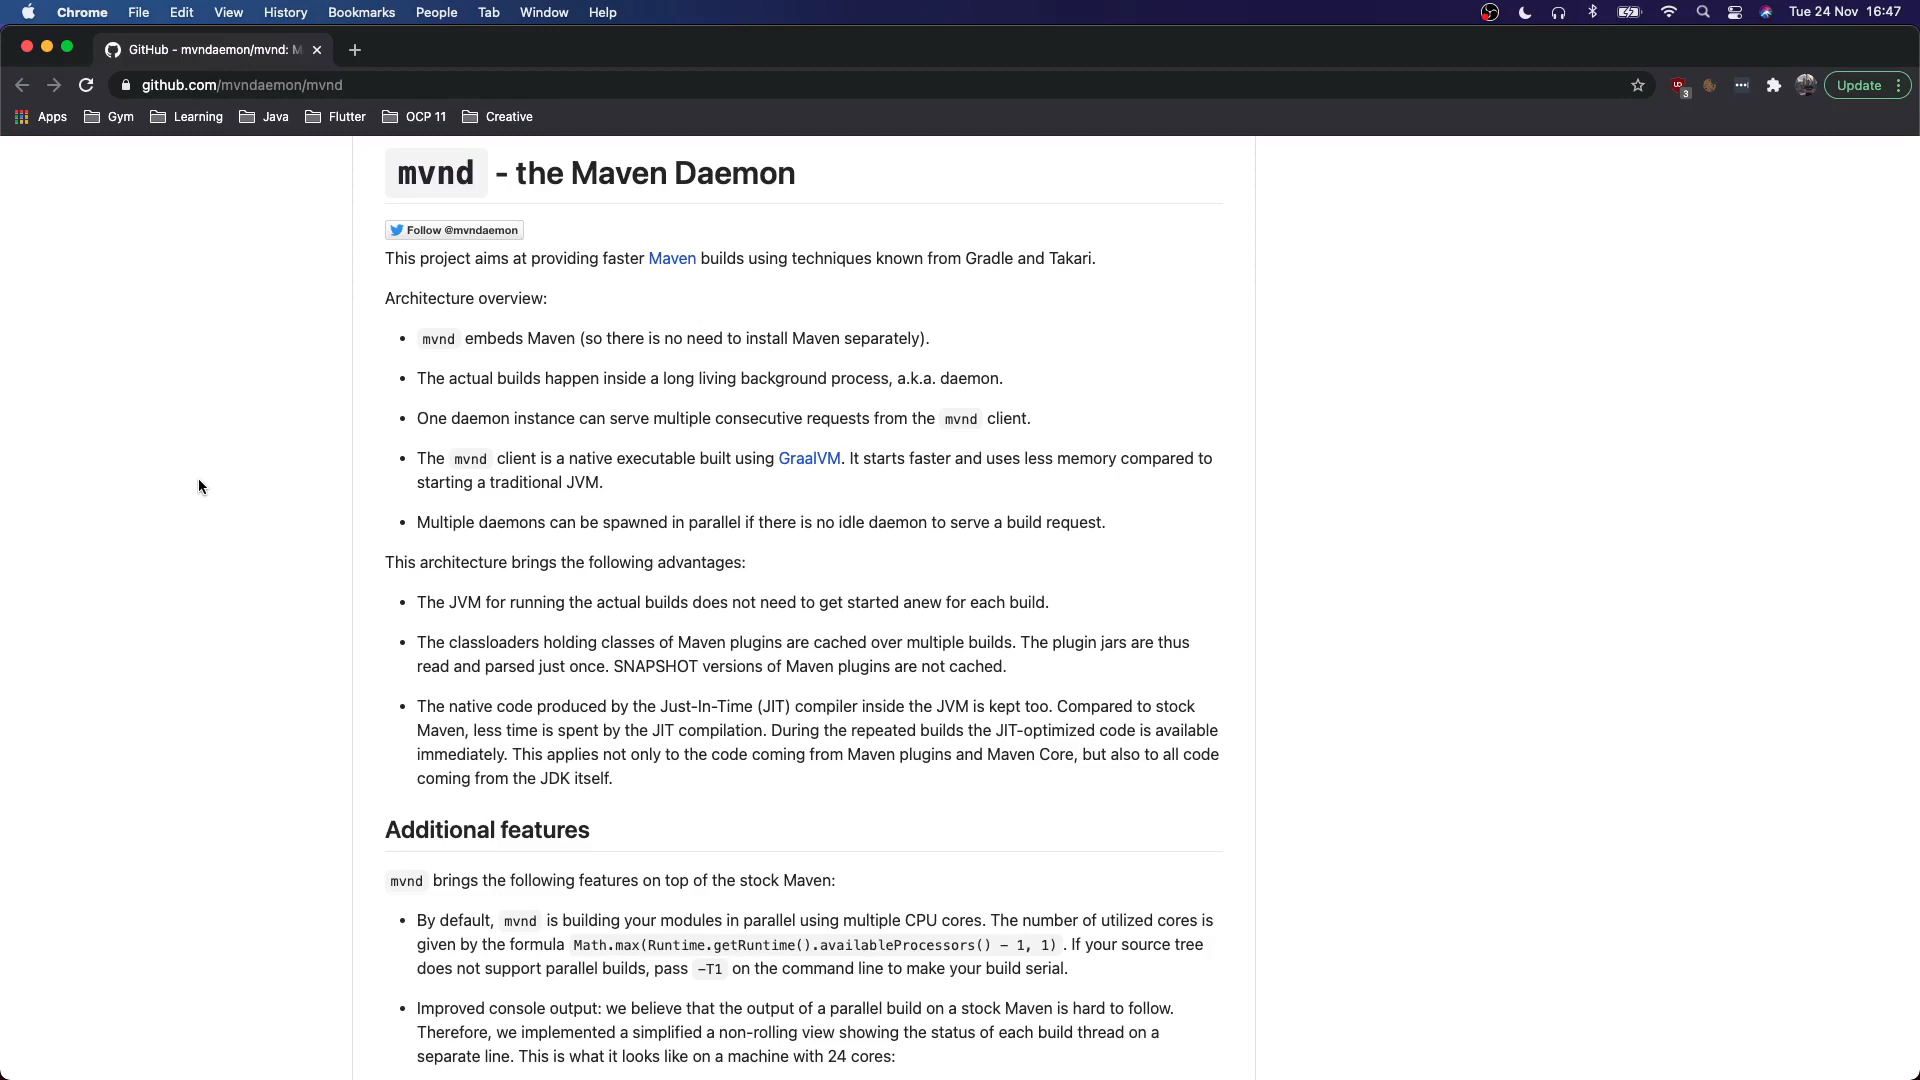 Chrome File Edit View History Bookmarks People Tab Window Help Tue 24 Nov 16:47
GitHub - mvndaemon/mvnd: M
github.com/mvndaemon/mvnd 3 Update
Apps Gym Learning Java Flutter OCP 11 Creative
mvnd - the Maven Daemon
Follow @mvndaemon
This project aims at providing faster Maven builds using techniques known from Gradle and Takari.
Architecture overview:
• mvnd embeds Maven (so there is no need to install Maven separately).
• The actual builds happen inside a long living background process, a.k.a. daemon.
• One daemon instance can serve multiple consecutive requests from the mvnd client.
• The mvnd client is a native executable built using GraalVM. It starts faster and uses less memory compared to
starting a traditional JVM.
• Multiple daemons can be spawned in parallel if there is no idle daemon to serve a build request.
This architecture brings the following advantages:
• The JVM for running the actual builds does not need to get started anew for each build.
• The classloaders holding classes of Maven plugins are cached over multiple builds. The plugin jars are thus
read and parsed just once. SNAPSHOT versions of Maven plugins are not cached.
• The native code produced by the Just-In-Time (JIT) compiler inside the JVM is kept too. Compared to stock
Maven, less time is spent by the JIT compilation. During the repeated builds the JIT-optimized code is available
immediately. This applies not only to the code coming from Maven plugins and Maven Core, but also to all code
coming from the JDK itself.
Additional features
mvnd brings the following features on top of the stock Maven:
• By default, mvnd is building your modules in parallel using multiple CPU cores. The number of utilized cores is
given by the formula Math.max(Runtime.getRuntime().availableProcessors() - 1, 1) . If your source tree
does not support parallel builds, pass -T1 on the command line to make your build serial.
• Improved console output: we believe that the output of a parallel build on a stock Maven is hard to follow.
Therefore, we implemented a simplified a non-rolling view showing the status of each build thread on a
separate line. This is what it looks like on a machine with 24 cores: